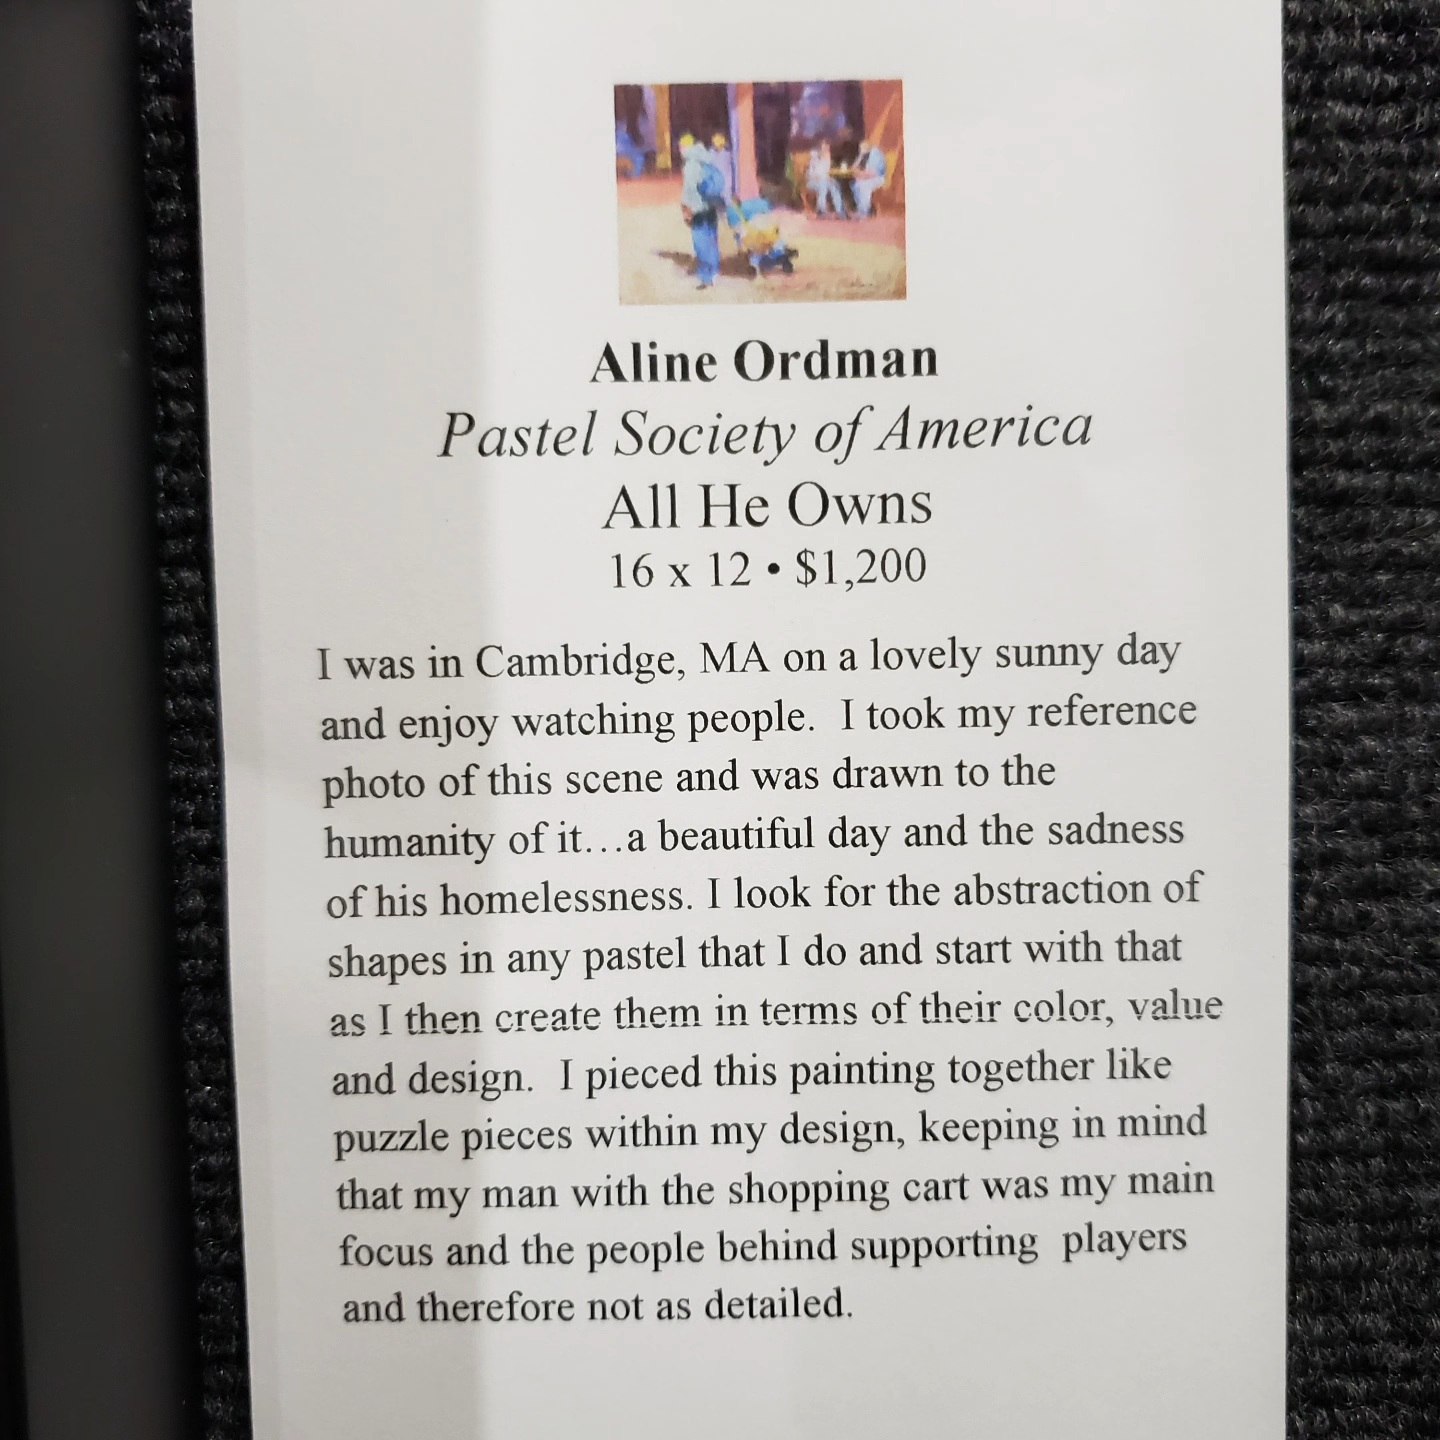 Aline Ordman
Pastel Society of America
All He Owns
16 x 12 • $1,200
I was in Cambridge, MA on a lovely sunny day
and enjoy watching people.  I took my reference
photo of this scene and was drawn to the
humanity of it…a beautiful day and the sadness
of his homelessness. I look for the abstraction of
shapes in any pastel that I do and start with that
as I then create them in terms of their color, value
and design.  I pieced this painting together like
puzzle pieces within my design, keeping in mind
that my man with the shopping cart was my main
focus and the people behind supporting  players
and therefore not as detailed.